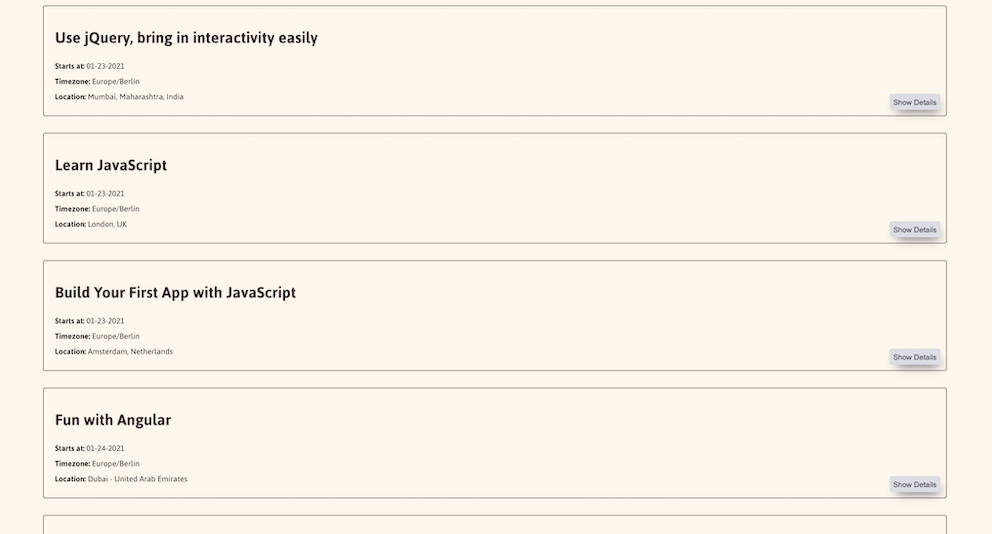 Use jQuery, bring in interactivity easily
Starts at: 01-23-2021
Timezone: Europe/Berlin
Location: Mumbai, Maharashtra, India
Show Details
Learn JavaScript
Starts at: 01-23-2021
Timezone: Europe/Berlin
Location: London, UK
Show Details
Build Your First App with JavaScript
Starts at: 01-23-2021
Timezone: Europe/Berlin
Location: Amsterdam, Netherlands
Show Details
Fun with Angular
Starts at: 01-24-2021
Timezone: Europe/Berlin
Location: Dubai - United Arab Emirates
Show Details